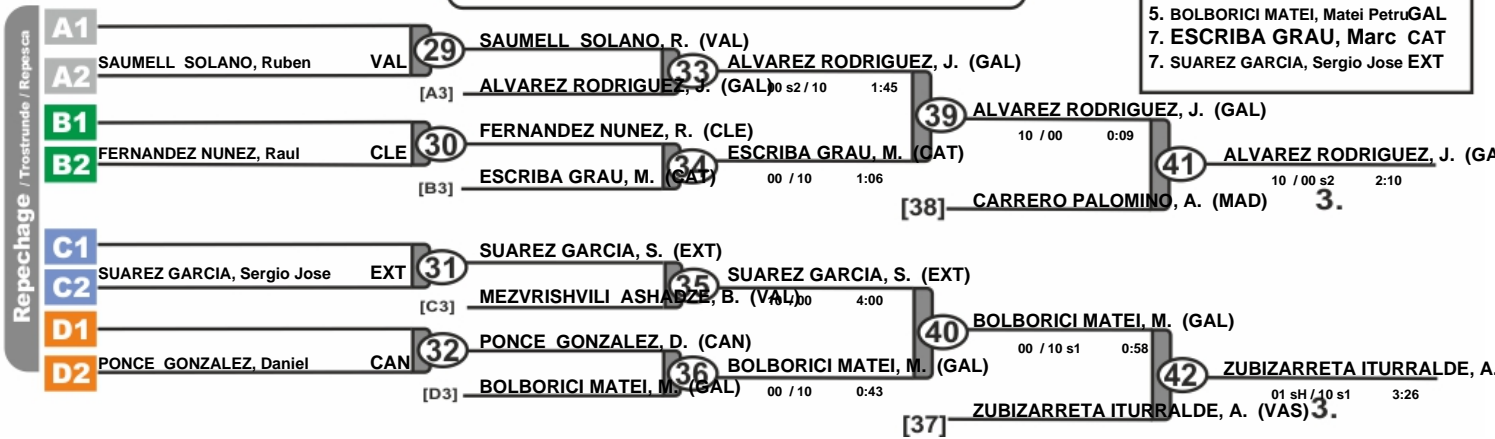 5. BOLBORICI MATEI, Matei Petru GAL
7. ESCRIBA GRAU, Marc CAT
7. SUAREZ GARCIA, Sergio Jose EXT
Repechage / Trostrunde / Repesca
A1
SAUMELL SOLANO, Ruben VAL
A2
29
SAUMELL SOLANO, R. (VAL)
[A3] ALVAREZ RODRIGUEZ, J. (GAL)
33
ALVAREZ RODRIGUEZ, J. (GAL)
00 s2 / 10 1:45
B1
FERNANDEZ NUNEZ, Raul CLE
B2
30
FERNANDEZ NUNEZ, R. (CLE)
[B3] ESCRIBA GRAU, M. (CAT)
34
ESCRIBA GRAU, M. (CAT)
00 / 10 1:06
39
ALVAREZ RODRIGUEZ, J. (GAL)
10 / 00 0:09
[38] CARRERO PALOMINO, A. (MAD)
41
ALVAREZ RODRIGUEZ, J. (GA
10 / 00 s2 2:10
3.
C1
SUAREZ GARCIA, Sergio Jose EXT
C2
31
SUAREZ GARCIA, S. (EXT)
[C3] MEZVRISHVILI ASHADZE, B. (VAL)
35
SUAREZ GARCIA, S. (EXT)
10 / 00 4:00
D1
PONCE GONZALEZ, Daniel CAN
D2
32
PONCE GONZALEZ, D. (CAN)
[D3] BOLBORICI MATEI, M. (GAL)
36
BOLBORICI MATEI, M. (GAL)
00 / 10 0:43
40
BOLBORICI MATEI, M. (GAL)
00 / 10 s1 0:58
[37] ZUBIZARRETA ITURRALDE, A. (VAS)
42
ZUBIZARRETA ITURRALDE, A.
01 sH / 10 s1 3:26
3.